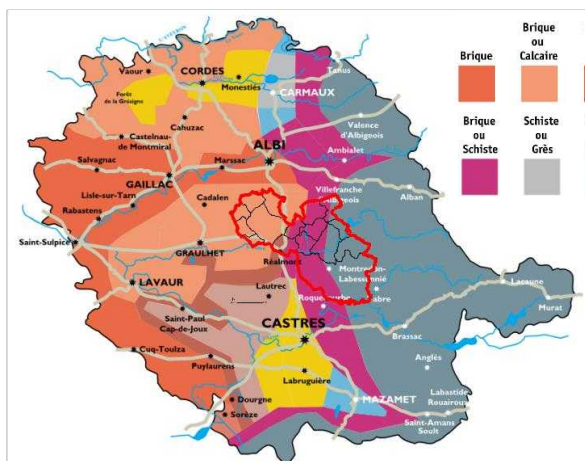 Vaour
CORDES
Monestiés
Forêt
de la Grésigne
Cahuzac
Castelnau-
de Montmiral
Salvagnac
Marssac
ALBI
GAILLAC
Lisle-sur-Tarn
Cadalen
Rabastens
Saint-Sulpice
GRAULHET
Réalmont
LAVAUR
Lautrec
Saint-Paul
Cap-de-Joux
CASTRES
Cuq-Toulza
Puylaurens
Labruguière
Dourgne
Sorèze
MAZAMET
Tanus
CARMAUX
Valence
d'Albigeois
Ambialet
Villefranche
d'Albigeois
Alban
Lacaune
Murat
Brassac
Anglès
Labastide
Rouairoux
Saint-Amans
Soult
Brique
Brique
ou
Calcaire
Brique
ou
Schiste
Schiste
ou
Grès